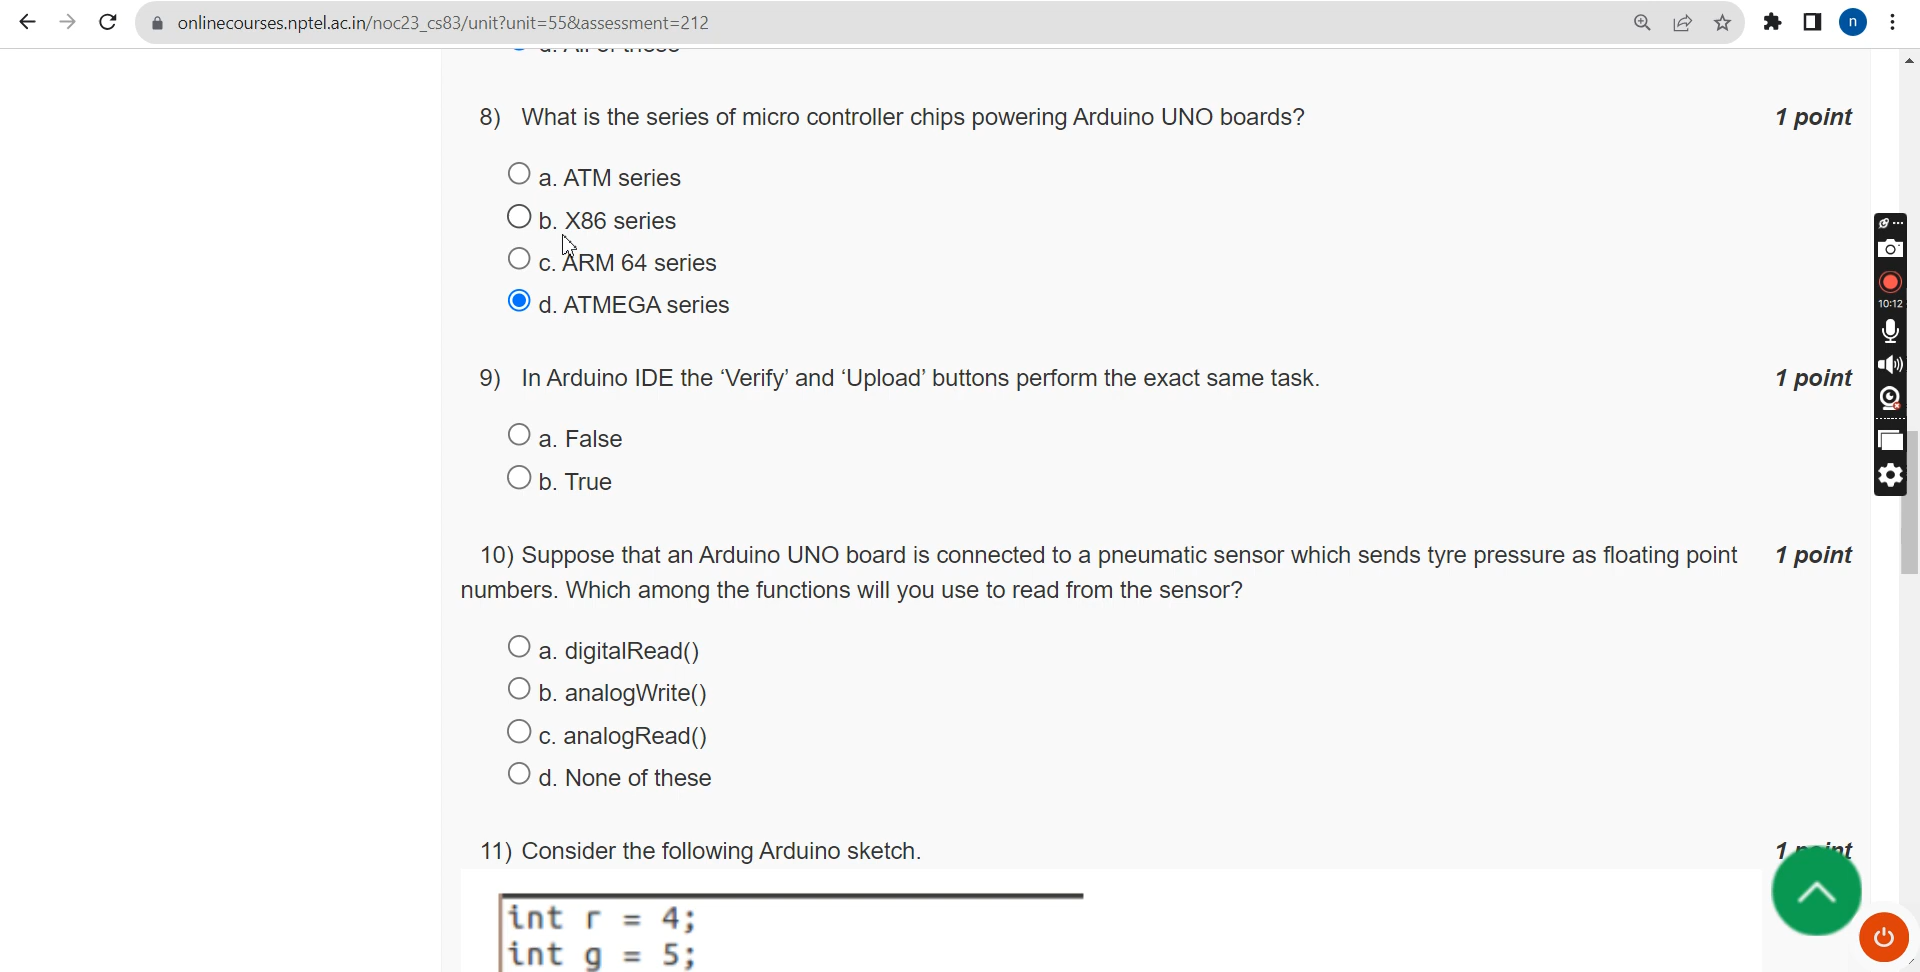 onlinecourses.nptel.ac.in/noc23_cs83/unit?unit=55&assessment=212
n
d. All of these
8) What is the series of micro controller chips powering Arduino UNO boards? 1 point
a. ATM series
b. X86 series
c. ARM 64 series
d. ATMEGA series
10:12
9) In Arduino IDE the ‘Verify’ and ‘Upload’ buttons perform the exact same task. 1 point
a. False
b. True
10) Suppose that an Arduino UNO board is connected to a pneumatic sensor which sends tyre pressure as floating point 1 point
numbers. Which among the functions will you use to read from the sensor?
a. digitalRead()
b. analogWrite()
c. analogRead()
d. None of these
11) Consider the following Arduino sketch. 1 point
int r = 4;
int g = 5;